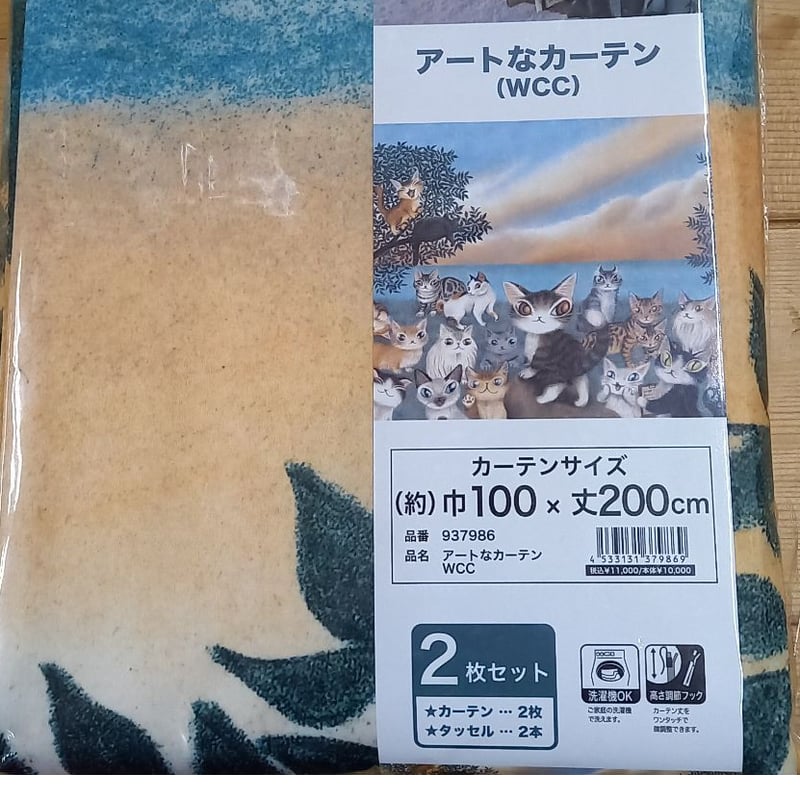 アートなカーテン
(WCC)
カーテンサイズ
(約)巾100×丈200cm
品番 937986
品名 アートなカーテン
WCC
4 533131 379869
税込¥11,000/本体¥10,000
2枚セット
★カーテン … 2枚
★タッセル … 2本
洗濯機OK
ご家庭の洗濯機
で洗えます。
高さ調節フック
カーテン丈を
ワンタッチで
微調整できます。